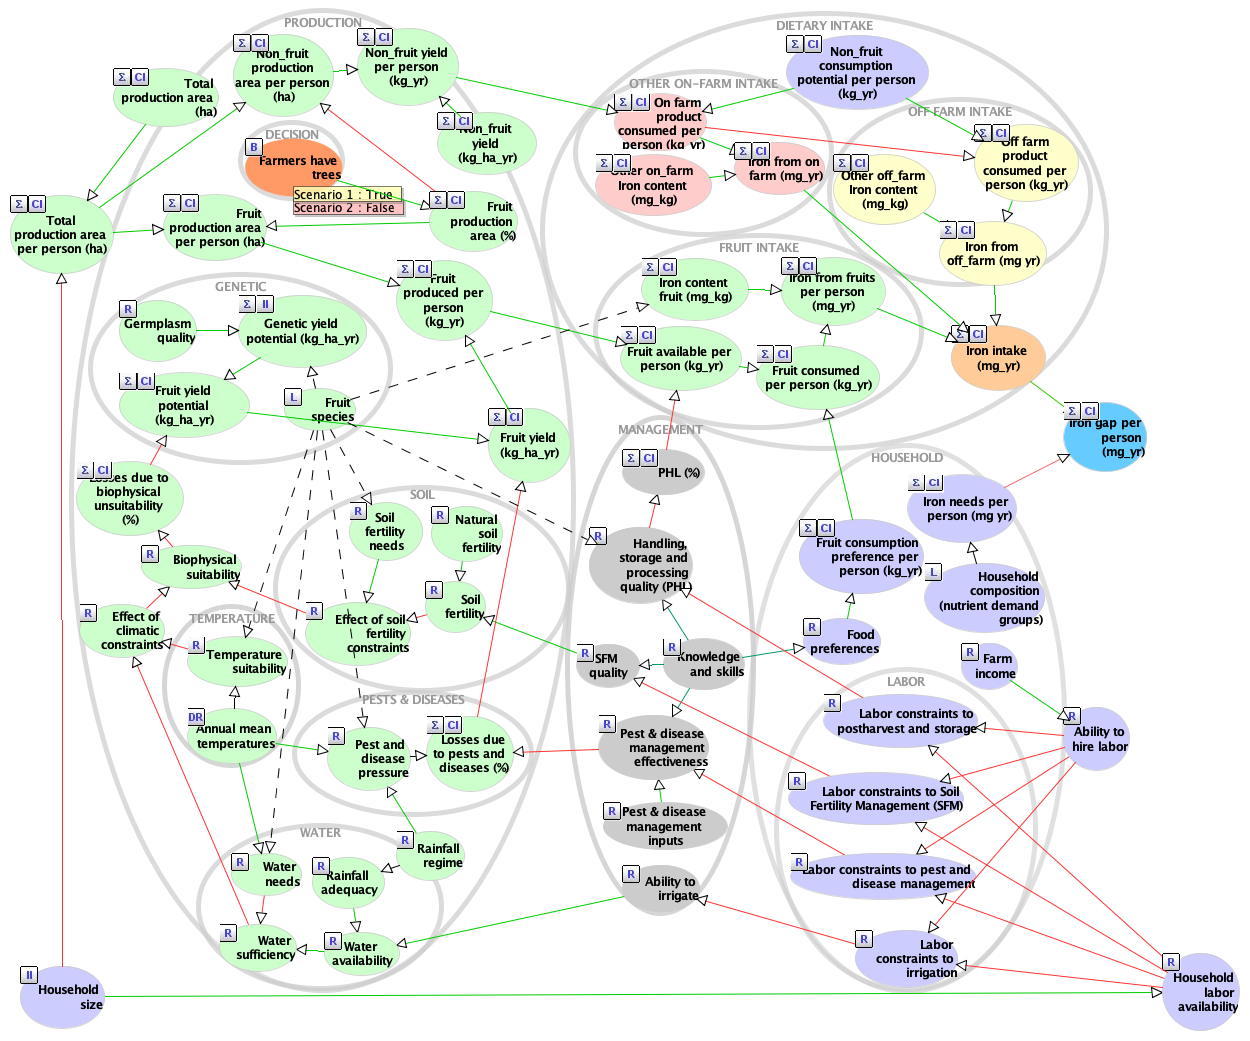 PRODUCTION
Σ CI
Non_fruit
production
area per person
(ha)
Σ CI
Non_fruit yield
per person
(kg_yr)
Σ CI
Total
production area
(ha)
Σ CI
Non_fruit
yield
(kg_ha_yr)
DECISION
B
Farmers have
trees
Scenario 1 : True
Scenario 2 : False
Σ CI
Total
production area
per person (ha)
Σ CI
Fruit
production area
per person (ha)
Σ CI
Fruit
production
area (%)
Σ CI
Fruit
produced per
person
(kg_yr)
GENETIC
R
Germplasm
quality
Σ II
Genetic yield
potential (kg_ha_yr)
Σ CI
Fruit yield
potential
(kg_ha_yr)
L
Fruit
species
Σ CI
Fruit yield
(kg_ha_yr)
Σ CI
Losses due to
biophysical
unsuitability
(%)
R
Biophysical
suitability
R
Effect of
climatic
constraints
SOIL
R
Soil
fertility
needs
R
Natural
soil
fertility
R
Soil
fertility
R
Effect of soil
fertility
constraints
TEMPERATURE
R
Temperature
suitability
DR
Annual mean
temperatures
PESTS & DISEASES
R
Pest and
disease
pressure
Σ CI
Losses due
to pests and
diseases (%)
WATER
R
Water
needs
R
Rainfall
adequacy
R
Rainfall
regime
R
Water
sufficiency
R
Water
availability
II
Household
size
DIETARY INTAKE
Σ CI
Non_fruit
consumption
potential per person
(kg_yr)
OTHER ON-FARM INTAKE
Σ CI
On farm
product
consumed per
person (kg_yr)
Σ CI
Other on_farm
Iron content
(mg_kg)
Σ CI
Iron from on
farm (mg_yr)
OFF FARM INTAKE
Σ CI
Off farm
product
consumed per
person (kg_yr)
Σ CI
Other off_farm
Iron content
(mg_kg)
Σ CI
Iron from
off_farm (mg yr)
FRUIT INTAKE
Σ CI
Iron content
fruit (mg_kg)
Σ CI
Iron from fruits
per person
(mg_yr)
Σ CI
Fruit available per
person (kg_yr)
Σ CI
Fruit consumed
per person (kg_yr)
Σ CI
Iron intake
(mg_yr)
Σ CI
Iron gap per
person
(mg_yr)
MANAGEMENT
Σ CI
PHL (%)
R
Handling,
storage and
processing
quality (PHL)
R
SFM
quality
R
Knowledge
and skills
R
Pest & disease
management
effectiveness
R
Pest & disease
management
inputs
R
Ability to
irrigate
HOUSEHOLD
Σ CI
Iron needs per
person (mg yr)
Σ CI
Fruit consumption
preference per
person (kg_yr)
L
Household
composition
(nutrient demand
groups)
R
Food
preferences
R
Farm
income
R
Ability to
hire labor
LABOR
R
Labor constraints to
postharvest and storage
R
Labor constraints to Soil
Fertility Management (SFM)
R
Labor constraints to pest and
disease management
R
Labor
constraints to
irrigation
R
Household
labor
availability